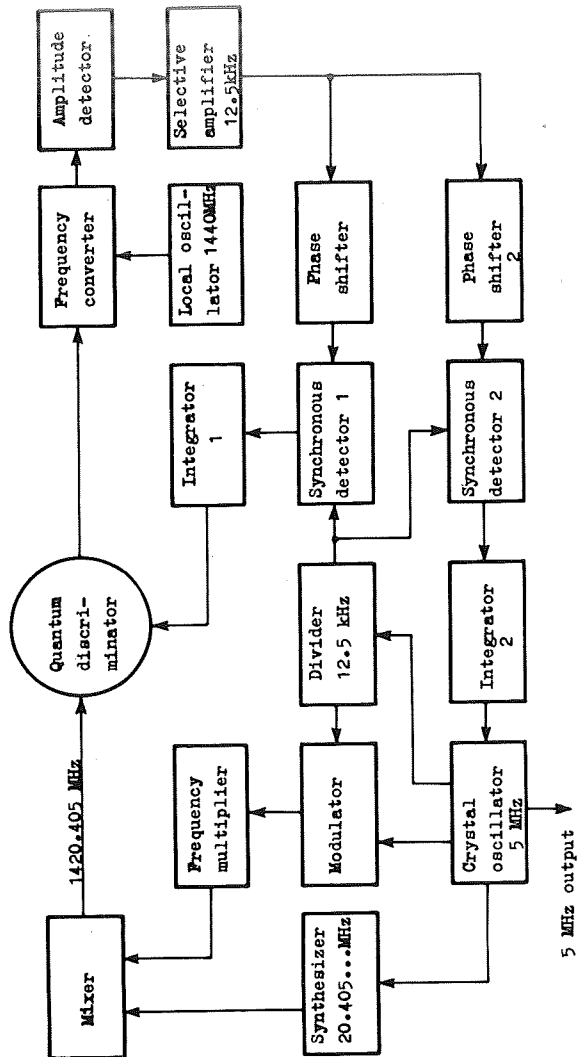 Mixer
1420.405 MHz
Quantum
discri-
minator
Frequency
converter
Amplitude
detector.
Synthesizer
20.405...MHz
Frequency
multiplier
Integrator
1
Local oscil-
lator 1440MHz
Selective
amplifier
12.5kHz
Modulator
Divider
12.5 kHz
Synchronous
detector 1
Phase
shifter
Crystal
oscillator
5 MHz
Integrator
2
Synchronous
detector 2
Phase
shifter
2
5 MHz output